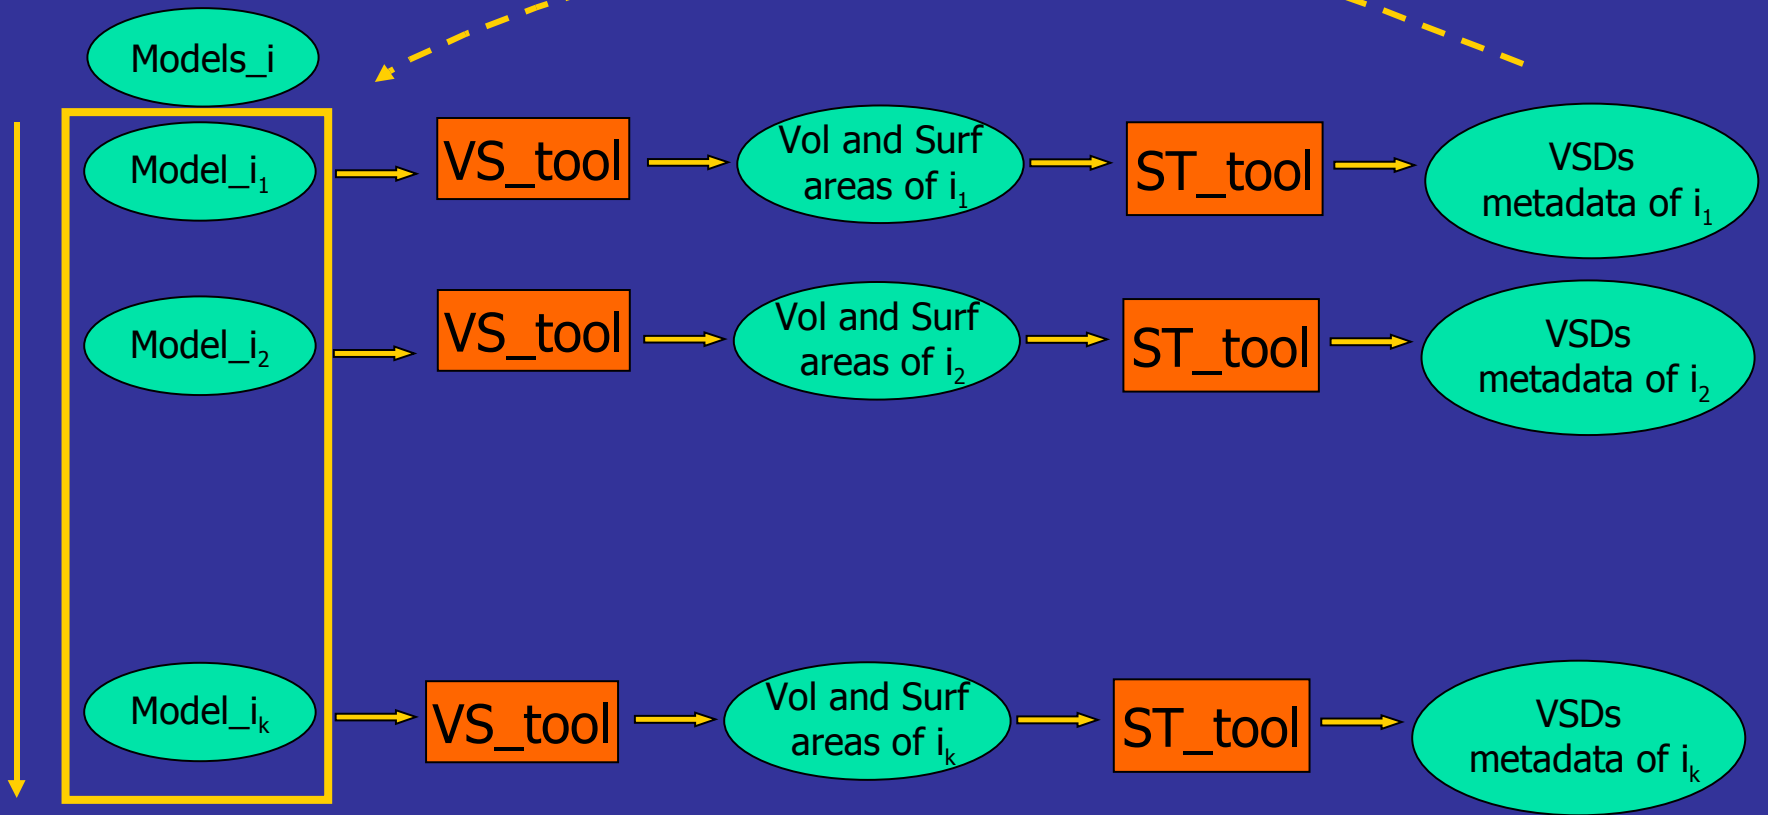 Models_i
Model_i₁
VS_tool
Vol and Surf
areas of i₁
ST_tool
VSDs
metadata of i₁
Model_i₂
VS_tool
Vol and Surf
areas of i₂
ST_tool
VSDs
metadata of i₂
Model_iₖ
VS_tool
Vol and Surf
areas of iₖ
ST_tool
VSDs
metadata of iₖ